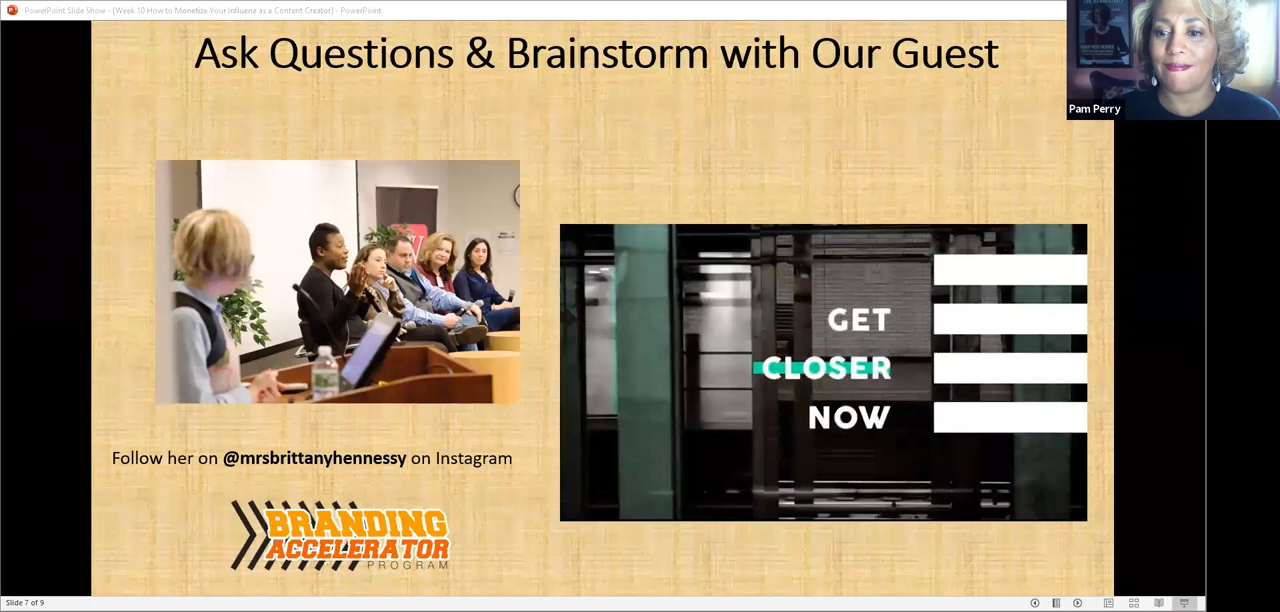 PowerPoint Slide Show - [Week 10 How to Monetize Your Influene as a Content Creator] - PowerPoint
Ask Questions & Brainstorm with Our Guest
Pam Perry
GET
CLOSER
NOW
Follow her on @mrsbrittanyhennessy on Instagram
BRANDING
ACCELERATOR
PROGRAM
Slide 7 of 9